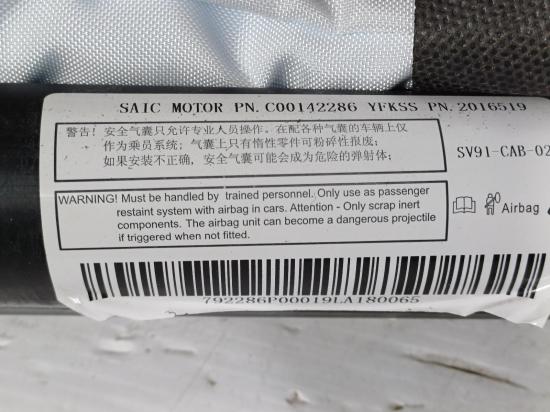 SAIC MOTOR PN.C00142286 YFKSS PN.2016519
警告! 安全气囊只允许专业人员操作。在配各种气囊的车辆上仅
作为乘员系统; 气囊上只有惰性零件可粉碎性报废;
如果安装不正确, 安全气囊可能会成为危险的弹射体;
SV91-CAB-02
WARNING! Must be handled by trained personnel. Only use as passenger
restaint system with airbag in cars. Attention - Only scrap inert
components. The airbag unit can become a dangerous projectile
if triggered when not fitted.
Airbag
792286P00019LA180065